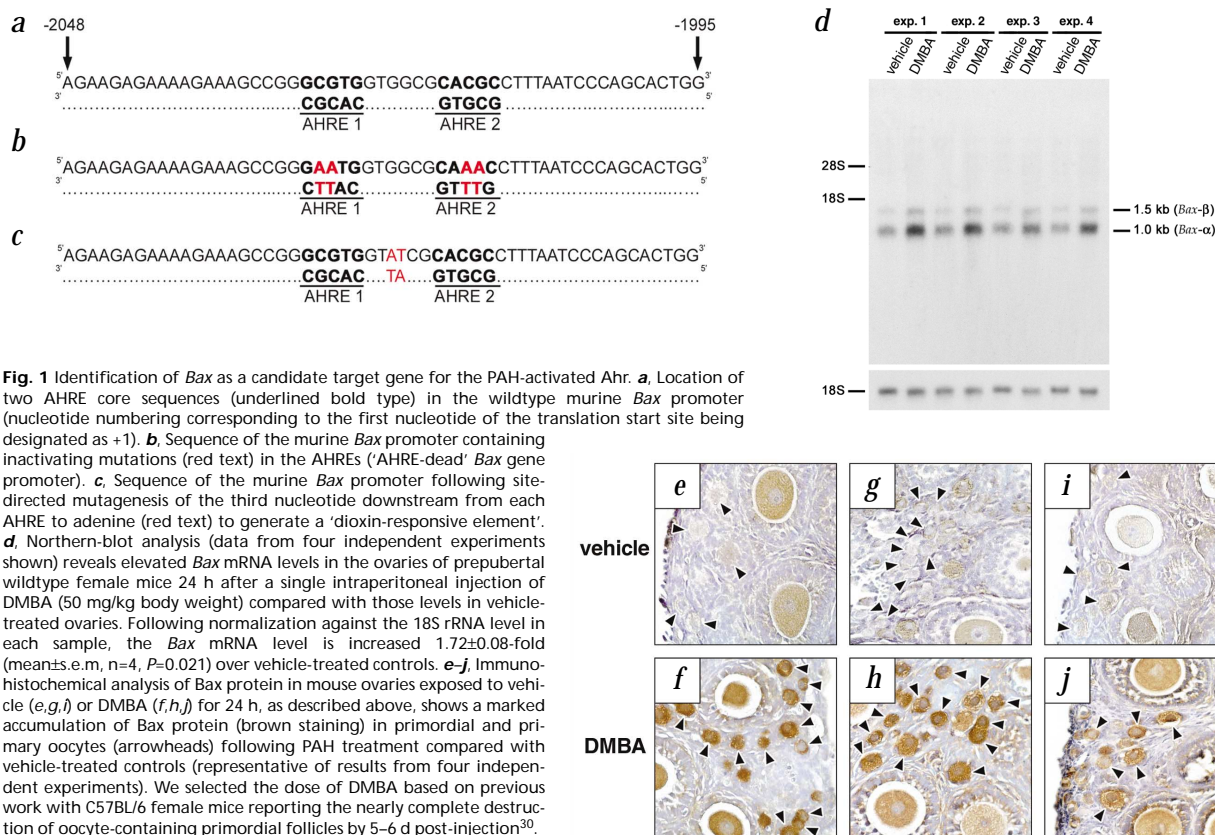 a
-2048
-1995
5' AGAAGAGAAAAGAAAGCCGGGCGTGGTGGCGCACGCCTTTAATCCCAGCACTGG 3'
3' CGCAC GTGCG 5'
AHRE 1 AHRE 2
b
5' AGAAGAGAAAAGAAAGCCGGGAATGGTGGCGCAAACCTTTAATCCCAGCACTGG 3'
3' CTTAC GTTTG 5'
AHRE 1 AHRE 2
c
5' AGAAGAGAAAAGAAAGCCGGGCGTGGTATCGCACGCCTTTAATCCCAGCACTGG 3'
3' CGCAC TA GTGCG 5'
AHRE 1 AHRE 2
d
exp. 1 exp. 2 exp. 3 exp. 4
vehicle DMBA vehicle DMBA vehicle DMBA vehicle DMBA
28S
18S
1.5 kb (Bax-β)
1.0 kb (Bax-α)
18S
Fig. 1 Identification of Bax as a candidate target gene for the PAH-activated Ahr. a, Location of
two AHRE core sequences (underlined bold type) in the wildtype murine Bax promoter
(nucleotide numbering corresponding to the first nucleotide of the translation start site being
designated as +1). b, Sequence of the murine Bax promoter containing
inactivating mutations (red text) in the AHREs ('AHRE-dead' Bax gene
promoter). c, Sequence of the murine Bax promoter following site-
directed mutagenesis of the third nucleotide downstream from each
AHRE to adenine (red text) to generate a 'dioxin-responsive element'.
d, Northern-blot analysis (data from four independent experiments
shown) reveals elevated Bax mRNA levels in the ovaries of prepubertal
wildtype female mice 24 h after a single intraperitoneal injection of
DMBA (50 mg/kg body weight) compared with those levels in vehicle-
treated ovaries. Following normalization against the 18S rRNA level in
each sample, the Bax mRNA level is increased 1.72±0.08-fold
(mean±s.e.m, n=4, P=0.021) over vehicle-treated controls. e–j, Immuno-
histochemical analysis of Bax protein in mouse ovaries exposed to vehi-
cle (e,g,i) or DMBA (f,h,j) for 24 h, as described above, shows a marked
accumulation of Bax protein (brown staining) in primordial and pri-
mary oocytes (arrowheads) following PAH treatment compared with
vehicle-treated controls (representative of results from four indepen-
dent experiments). We selected the dose of DMBA based on previous
work with C57BL/6 female mice reporting the nearly complete destruc-
tion of oocyte-containing primordial follicles by 5–6 d post-injection30.
e g i
vehicle
f h j
DMBA